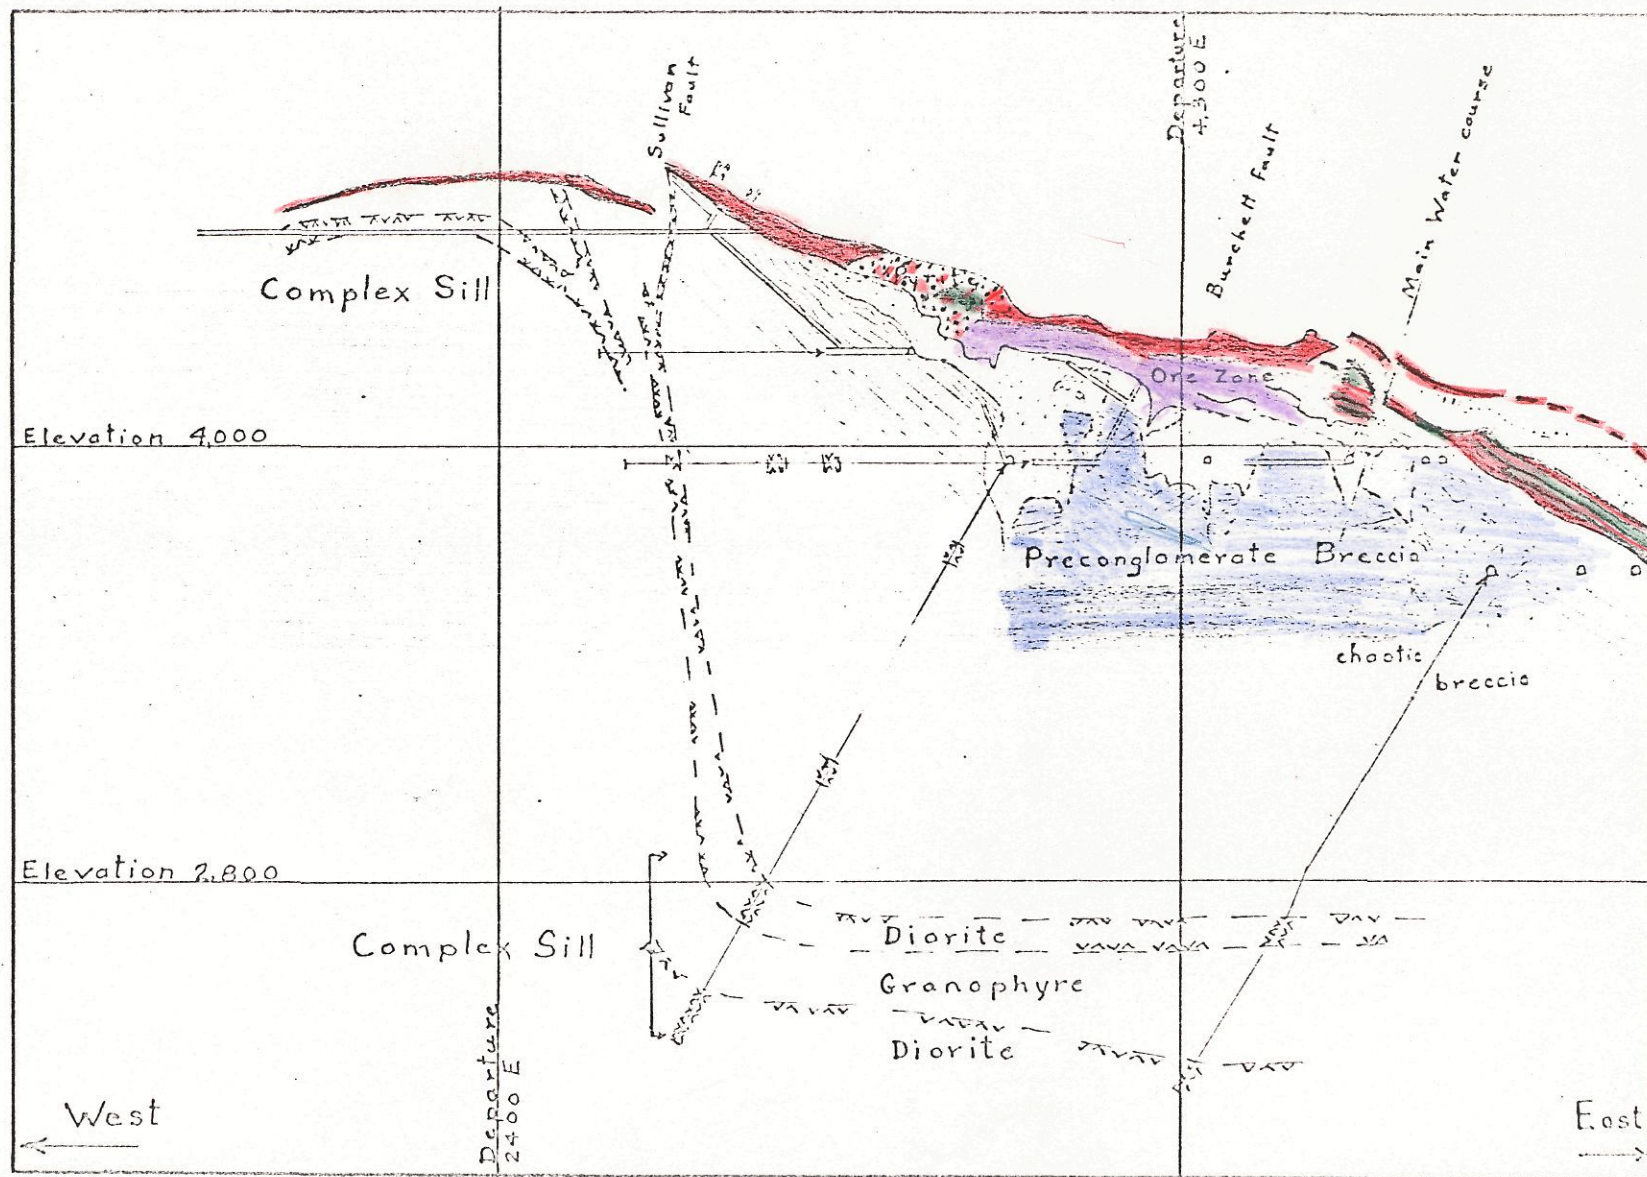 Sullivan
Fault
Departure
4,300 E
Burchett Fault
Main Water course
Complex Sill
Ore Zone
Elevation 4,000
Preconglomerate Breccia
chaotic
breccia
Elevation 2,800
Complex Sill
Diorite
Granophyre
Diorite
Departure
2400 E
West
East